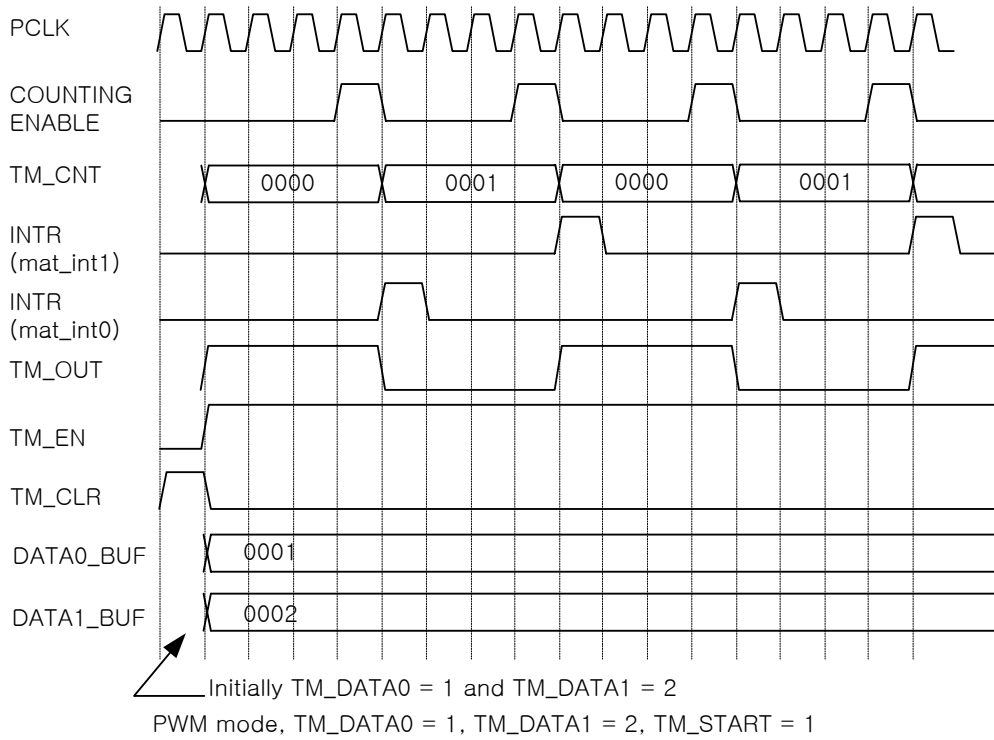 PCLK
COUNTING
ENABLE
TM_CNT
0000
0001
0000
0001
INTR
(mat_int1)
INTR
(mat_int0)
TM_OUT
TM_EN
TM_CLR
DATA0_BUF
0001
DATA1_BUF
0002
Initially TM_DATA0 = 1 and TM_DATA1 = 2
PWM mode, TM_DATA0 = 1, TM_DATA1 = 2, TM_START = 1